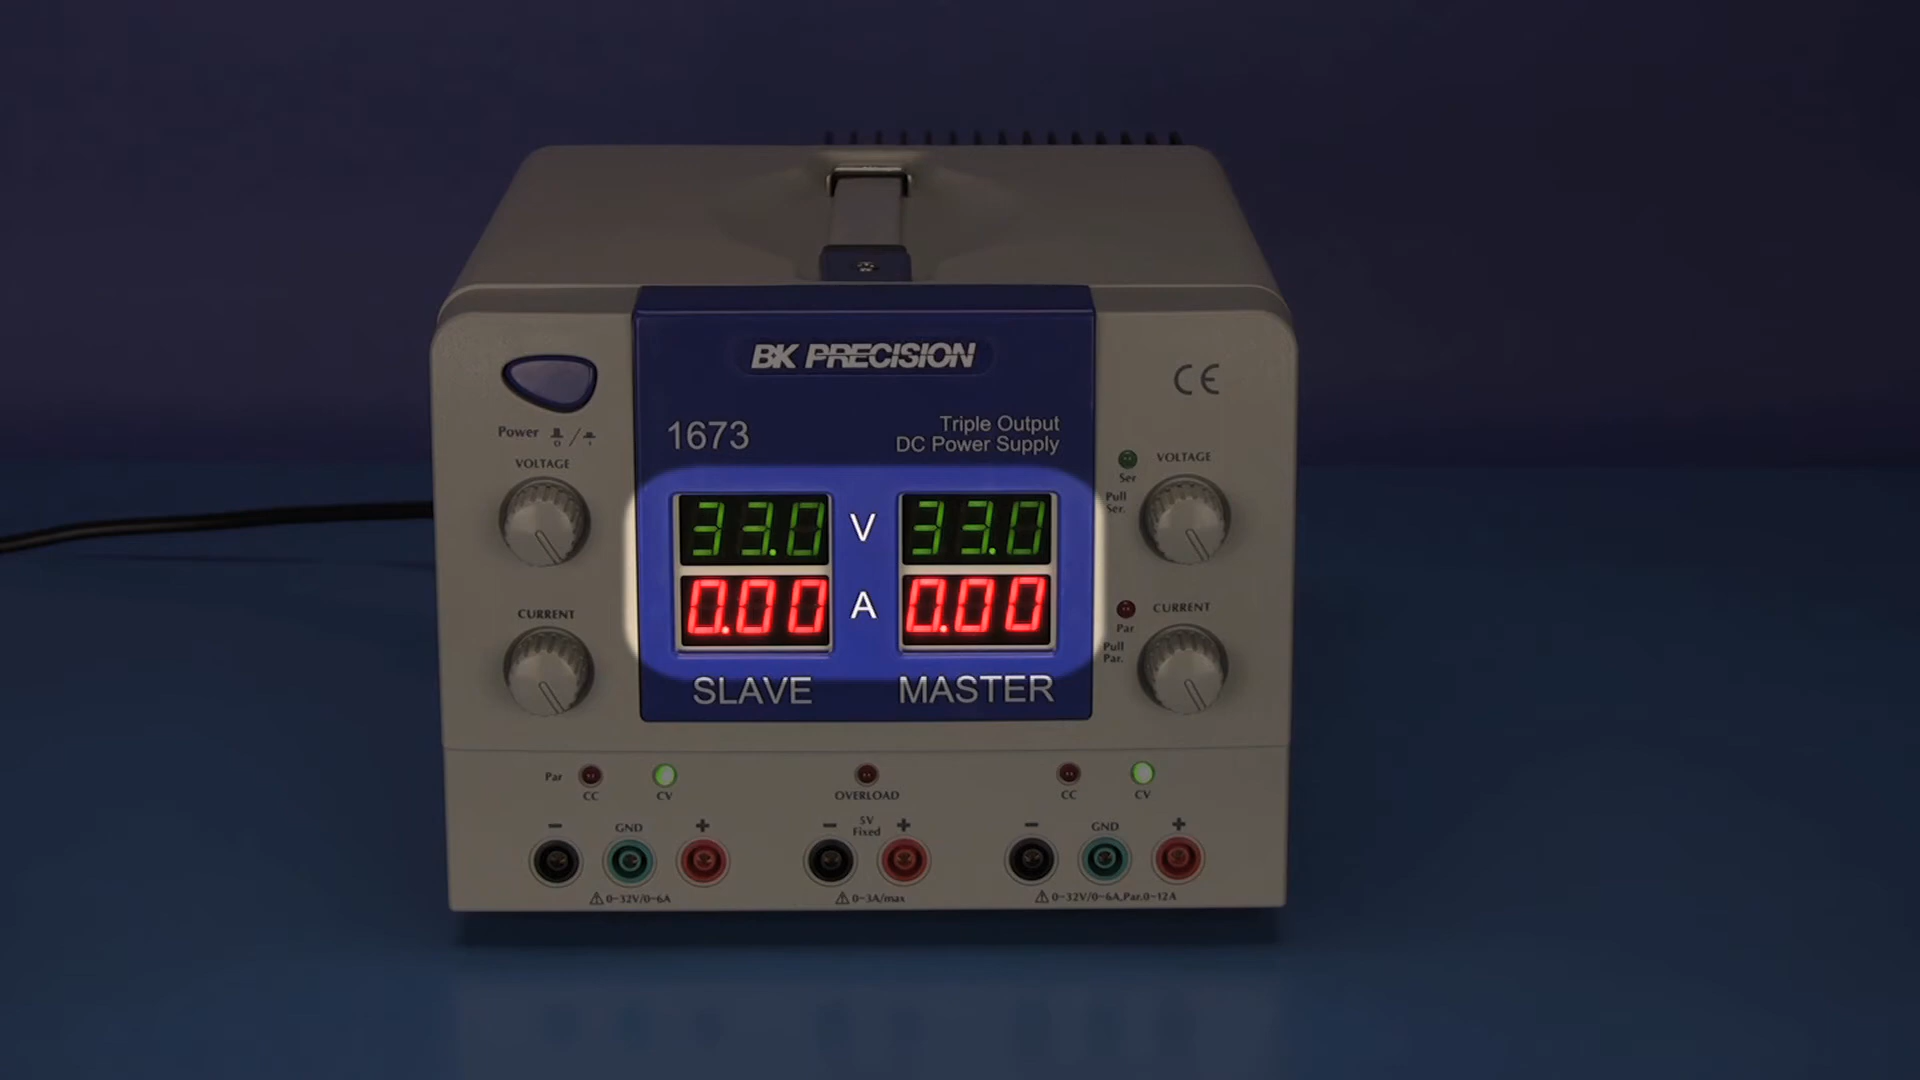 BK PRECISION
1673
Triple Output
DC Power Supply
CE
Power
VOLTAGE
CURRENT
33.0 V 33.0
0.00 A 0.00
SLAVE MASTER
Ser
VOLTAGE
Pull
Ser.
CURRENT
Par
Pull
Par.
Par CC CV
OVERLOAD
CC CV
− GND +
− 5V Fixed +
− GND +
0-32V/0-6A
0-3A/max
0-32V/0-6A,Par.0-12A